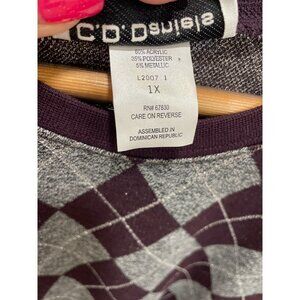 C.D. Daniels
60% ACRYLIC
35% POLYESTER
5% METALLIC
L2007 1
1X
RN# 67830
CARE ON REVERSE
ASSEMBLED IN
DOMINICAN REPUBLIC